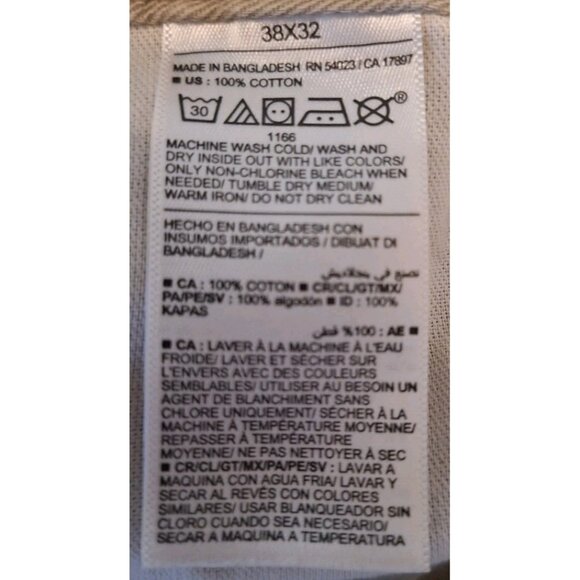 38X32
MADE IN BANGLADESH RN 54023 / CA 17897
■ US : 100% COTTON
30
®
1166
MACHINE WASH COLD/ WASH AND
DRY INSIDE OUT WITH LIKE COLORS/
ONLY NON-CHLORINE BLEACH WHEN
NEEDED/ TUMBLE DRY MEDIUM/
WARM IRON/ DO NOT DRY CLEAN
HECHO EN BANGLADESH CON
INSUMOS IMPORTADOS / DIBUAT DI
BANGLADESH /
صنع في بنجلاديش
■ CA : 100% COTTON ■ CR/CL/GT/MX/
PA/PE/SV : 100% algodón ■ ID : 100%
KAPAS
■ AE : 100% قطن
■ CA : LAVER À LA MACHINE À L'EAU
FROIDE/ LAVER ET SÉCHER SUR
L'ENVERS AVEC DES COULEURS
SEMBLABLES/ UTILISER AU BESOIN UN
AGENT DE BLANCHIMENT SANS
CHLORE UNIQUEMENT/ SÉCHER À LA
MACHINE À TEMPÉRATURE MOYENNE/
REPASSER À TEMPÉRATURE
MOYENNE/ NE PAS NETTOYER À SEC
■ CR/CL/GT/MX/PA/PE/SV : LAVAR A
MAQUINA CON AGUA FRIA/ LAVAR Y
SECAR AL REVÉS CON COLORES
SIMILARES/ USAR BLANQUEADOR SIN
CLORO CUANDO SEA NECESARIO/
SECAR A MAQUINA A TEMPERATURA